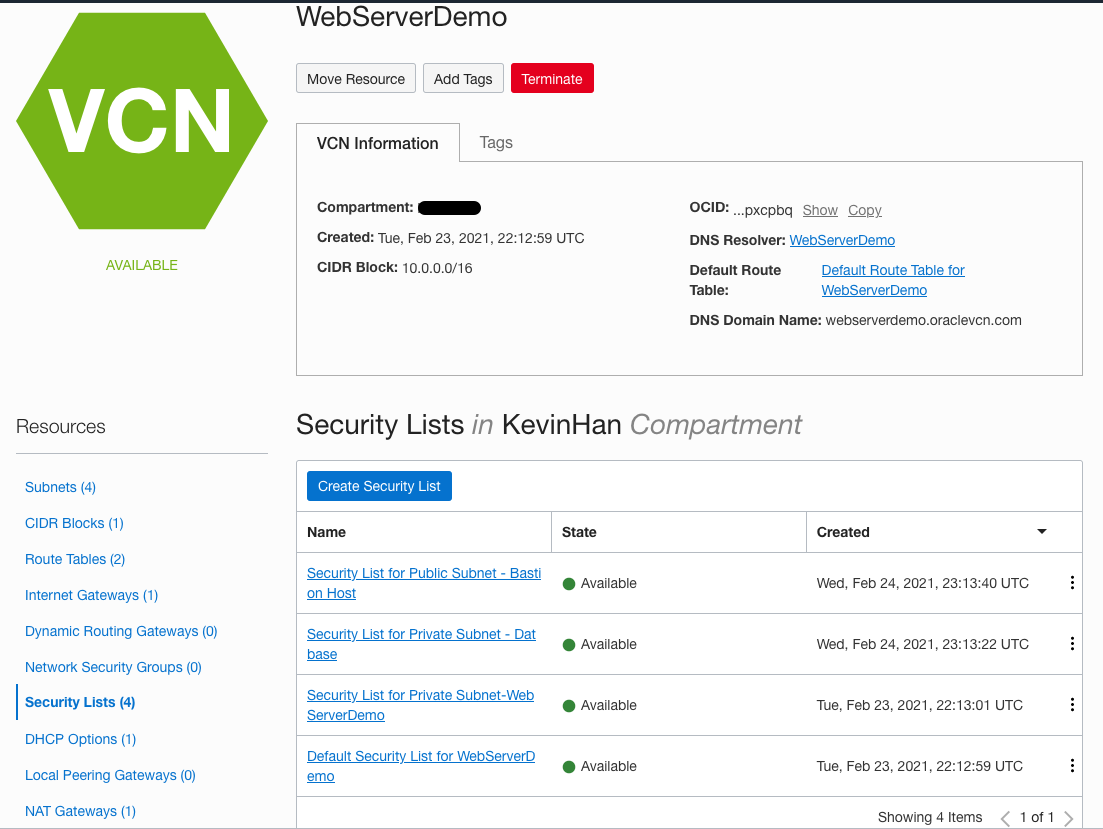 WebServerDemo
VCN
AVAILABLE
Move Resource
Add Tags
Terminate
VCN Information
Tags
Compartment:
Created: Tue, Feb 23, 2021, 22:12:59 UTC
CIDR Block: 10.0.0.0/16
OCID: ...pxcpbq Show Copy
DNS Resolver: WebServerDemo
Default Route
Table:
Default Route Table for
WebServerDemo
DNS Domain Name: webserverdemo.oraclevcn.com
Resources
Subnets (4)
CIDR Blocks (1)
Route Tables (2)
Internet Gateways (1)
Dynamic Routing Gateways (0)
Network Security Groups (0)
Security Lists (4)
DHCP Options (1)
Local Peering Gateways (0)
NAT Gateways (1)
Security Lists in KevinHan Compartment
Create Security List
Name
State
Created
Security List for Public Subnet - Basti
on Host
Available
Wed, Feb 24, 2021, 23:13:40 UTC
Security List for Private Subnet - Dat
base
Available
Wed, Feb 24, 2021, 23:13:22 UTC
Security List for Private Subnet-Web
ServerDemo
Available
Tue, Feb 23, 2021, 22:13:01 UTC
Default Security List for WebServerD
emo
Available
Tue, Feb 23, 2021, 22:12:59 UTC
Showing 4 Items
1 of 1